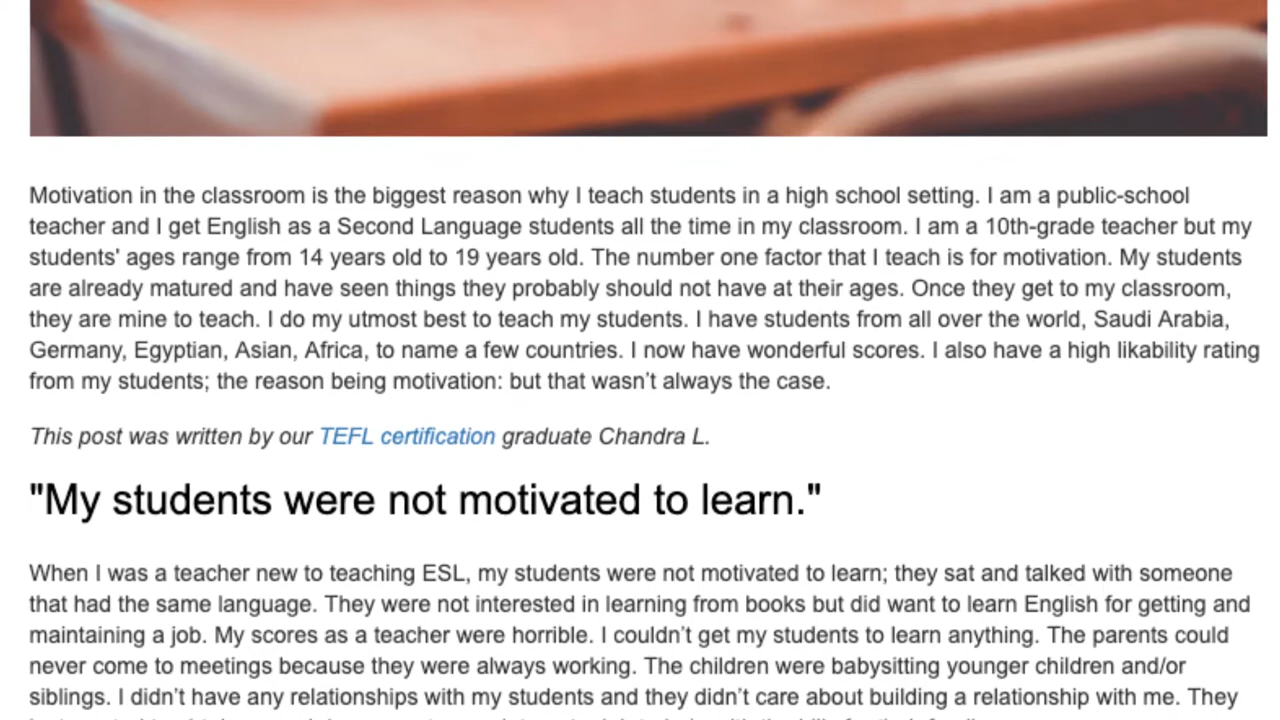 Motivation in the classroom is the biggest reason why I teach students in a high school setting. I am a public-school
teacher and I get English as a Second Language students all the time in my classroom. I am a 10th-grade teacher but my
students' ages range from 14 years old to 19 years old. The number one factor that I teach is for motivation. My students
are already matured and have seen things they probably should not have at their ages. Once they get to my classroom,
they are mine to teach. I do my utmost best to teach my students. I have students from all over the world, Saudi Arabia,
Germany, Egyptian, Asian, Africa, to name a few countries. I now have wonderful scores. I also have a high likability rating
from my students; the reason being motivation: but that wasn’t always the case.
This post was written by our TEFL certification graduate Chandra L.
"My students were not motivated to learn."
When I was a teacher new to teaching ESL, my students were not motivated to learn; they sat and talked with someone
that had the same language. They were not interested in learning from books but did want to learn English for getting and
maintaining a job. My scores as a teacher were horrible. I couldn’t get my students to learn anything. The parents could
never come to meetings because they were always working. The children were babysitting younger children and/or
siblings. I didn’t have any relationships with my students and they didn’t care about building a relationship with me. They